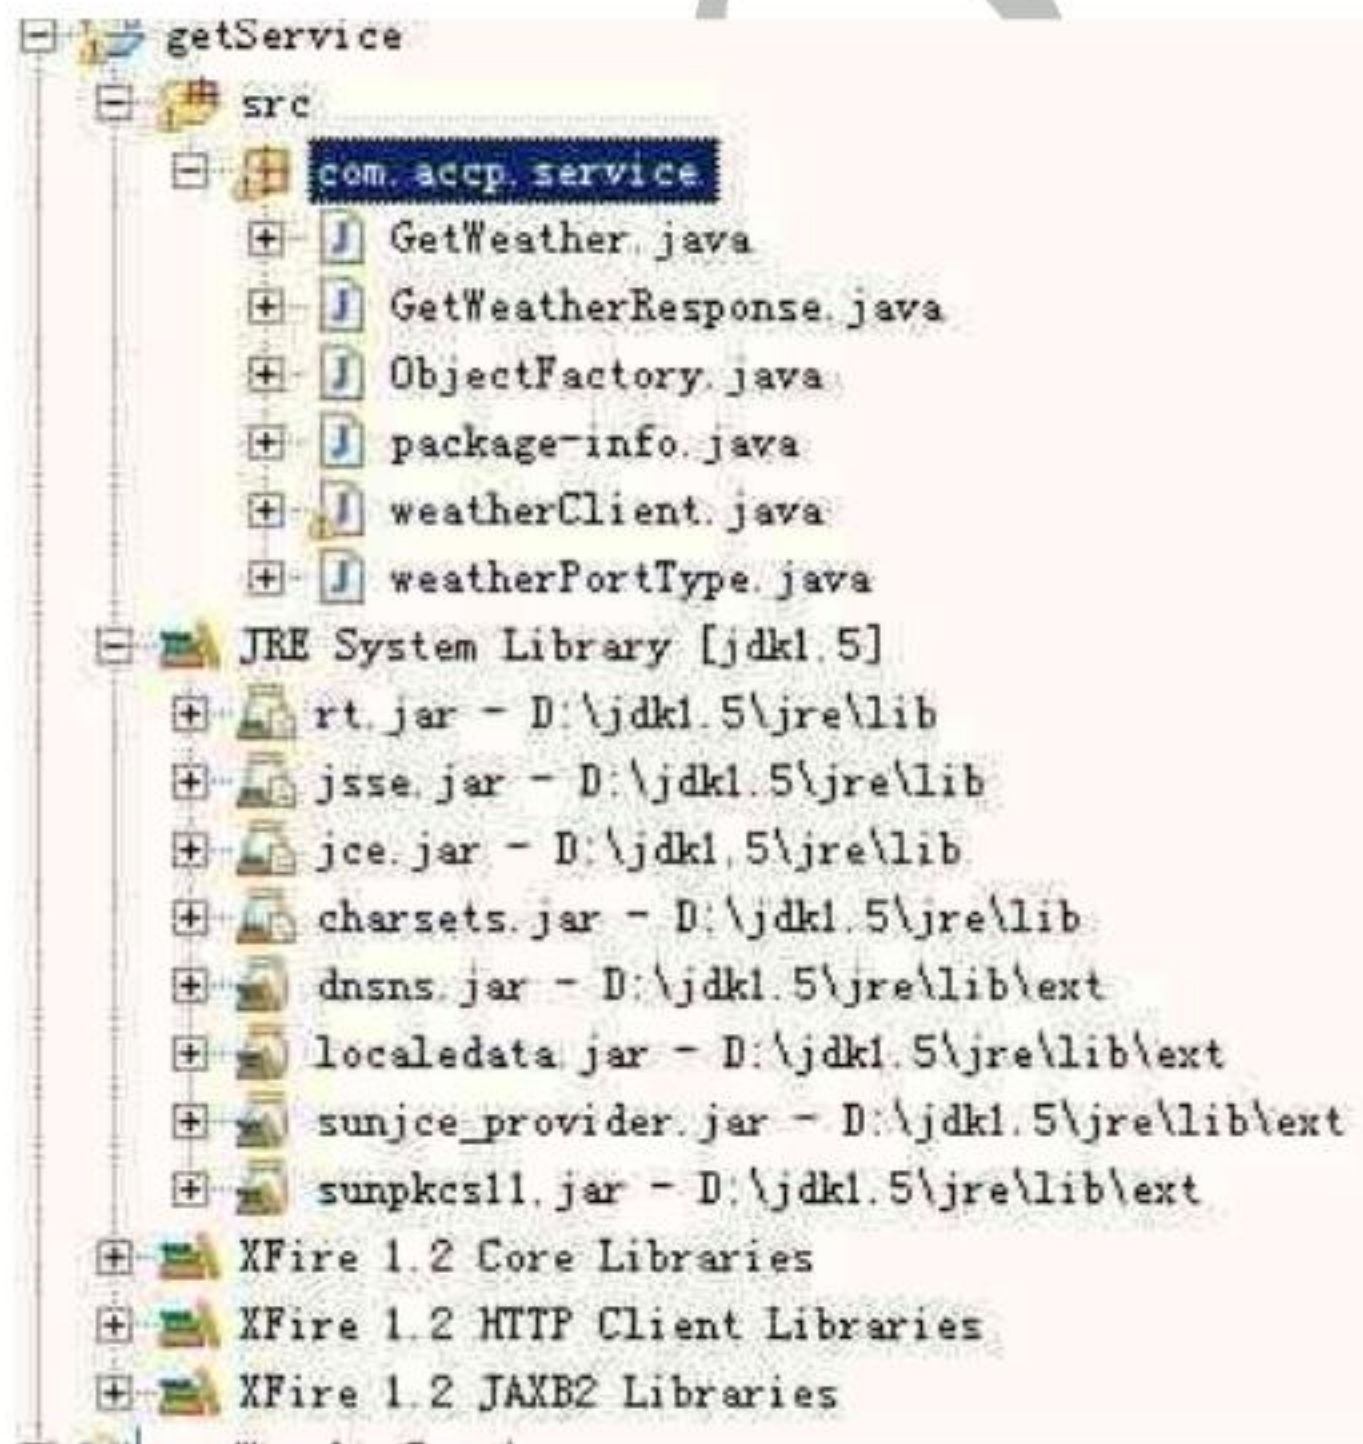 getService
src
com.accp.service
GetWeather.java
GetWeatherResponse.java
ObjectFactory.java
package-info.java
weatherClient.java
weatherPortType.java
JRE System Library [jdk1.5]
rt.jar - D:\jdk1.5\jre\lib
jsse.jar - D:\jdk1.5\jre\lib
jce.jar - D:\jdk1.5\jre\lib
charsets.jar - D:\jdk1.5\jre\lib
dnsns.jar - D:\jdk1.5\jre\lib\ext
localedata.jar - D:\jdk1.5\jre\lib\ext
sunjce_provider.jar - D:\jdk1.5\jre\lib\ext
sunpkcs11.jar - D:\jdk1.5\jre\lib\ext
XFire 1.2 Core Libraries
XFire 1.2 HTTP Client Libraries
XFire 1.2 JAXB2 Libraries